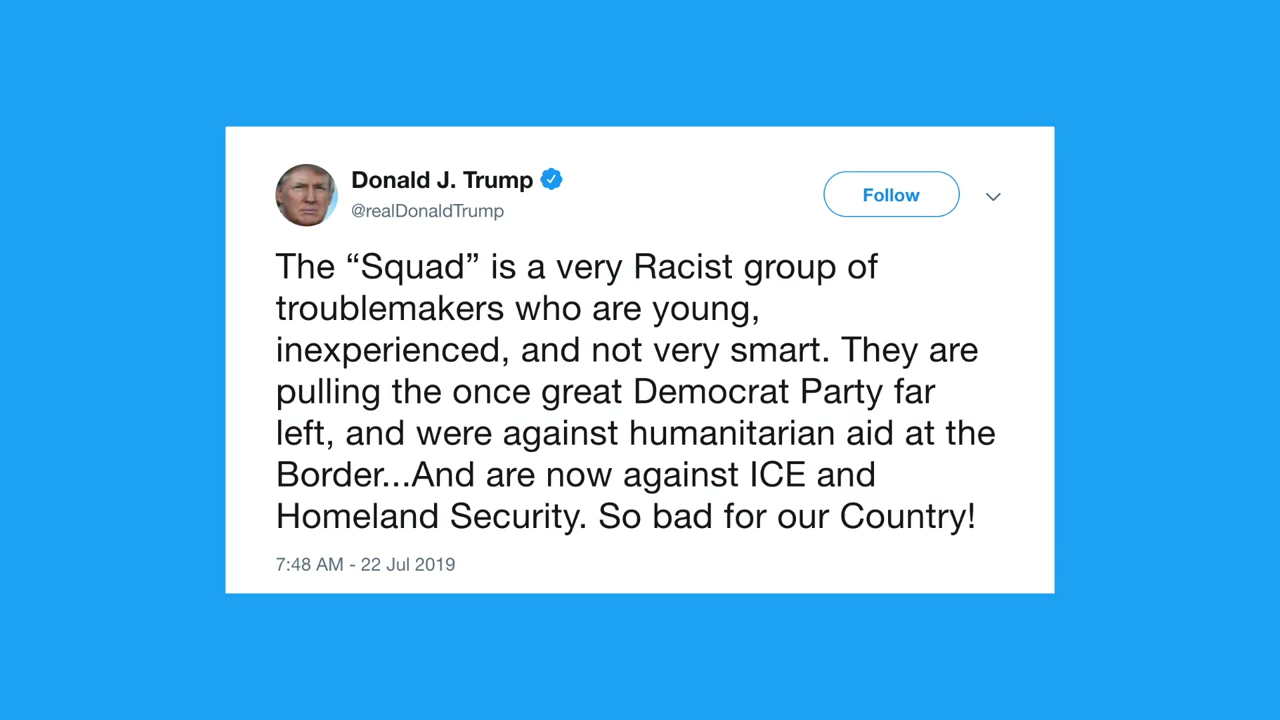 Donald J. Trump
@realDonaldTrump
Follow
The “Squad” is a very Racist group of
troublemakers who are young,
inexperienced, and not very smart. They are
pulling the once great Democrat Party far
left, and were against humanitarian aid at the
Border...And are now against ICE and
Homeland Security. So bad for our Country!
7:48 AM - 22 Jul 2019